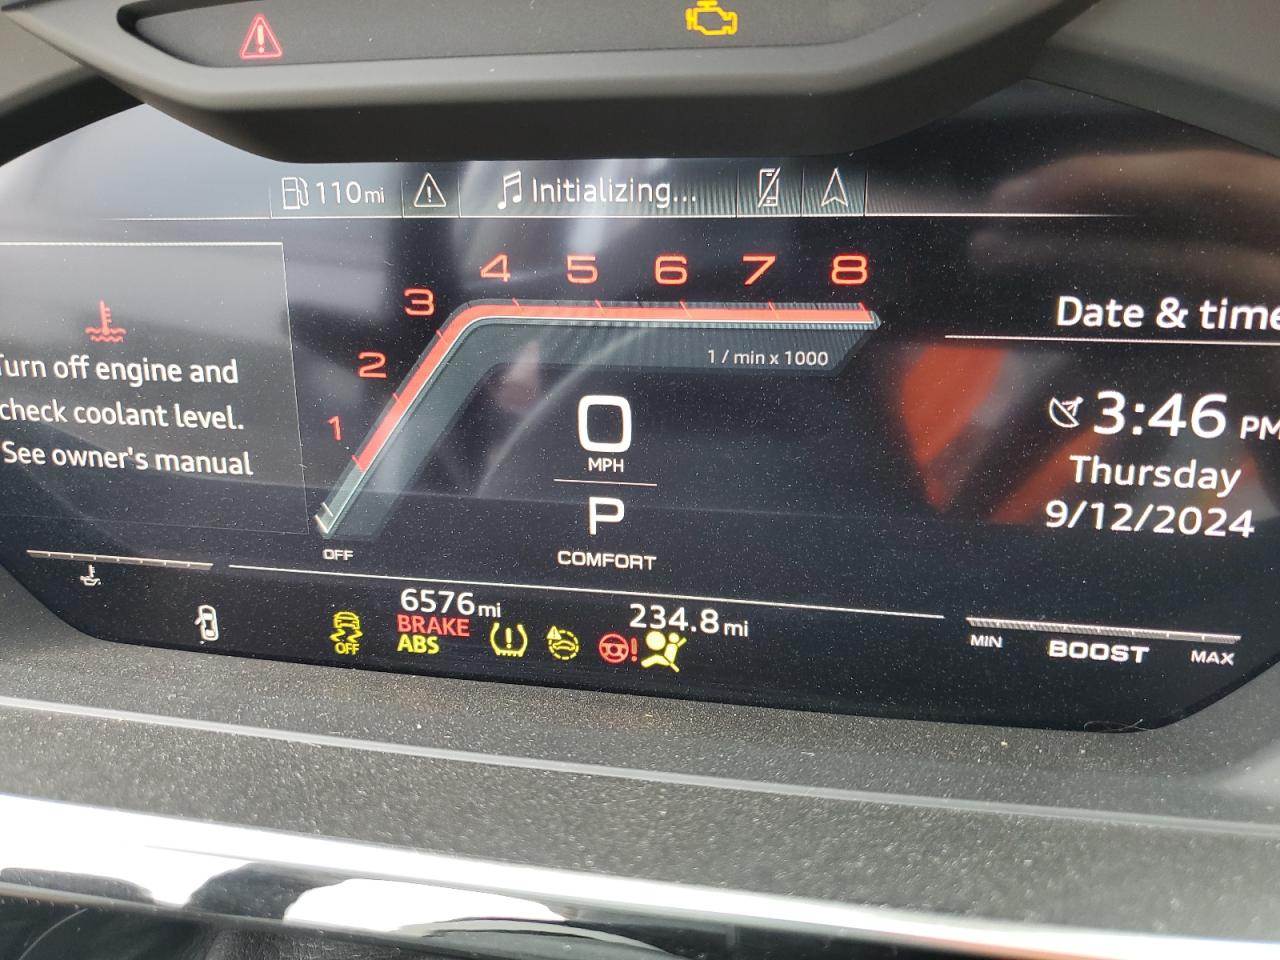 110mi
Initializing...
4 5 6 7 8
3
2
1
1 / min x 1000
Turn off engine and
check coolant level.
See owner's manual
0
MPH
P
COMFORT
OFF
Date & time
3:46 PM
Thursday
9/12/2024
6576mi
234.8mi
OFF
BRAKE
ABS
MIN BOOST MAX